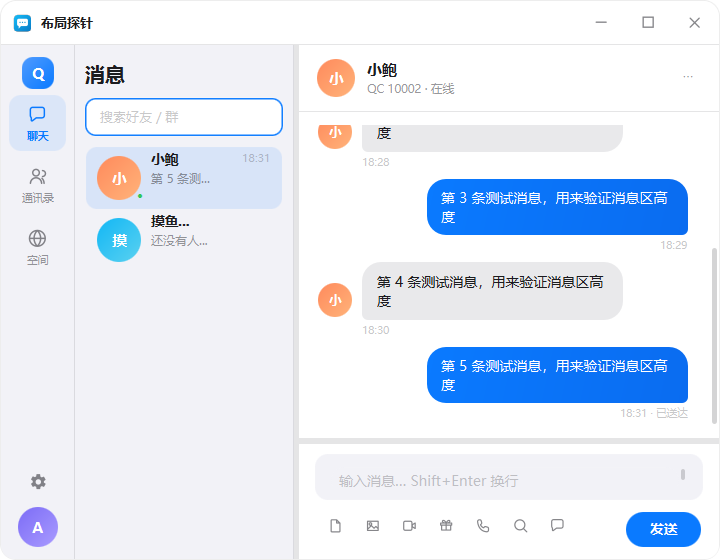 布局探针
Q
聊天
通讯录
空间
A
消息
搜索好友 / 群
小
小鲍
18:31
第 5 条测...
摸
摸鱼...
还没有人...
小
小鲍
QC 10002 · 在线
...
小
度
18:28
第 3 条测试消息，用来验证消息区高
度
18:29
小
第 4 条测试消息，用来验证消息区高
度
18:30
第 5 条测试消息，用来验证消息区高
度
18:31 · 已送达
输入消息... Shift+Enter 换行
发送